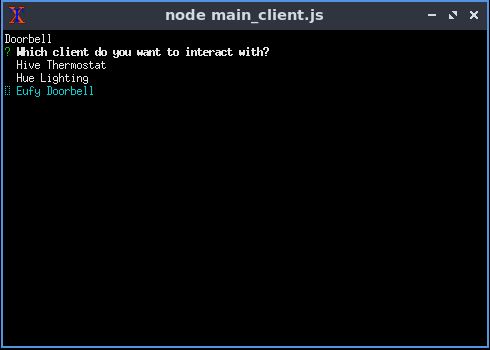 node main_client.js
Doorbell
? Which client do you want to interact with?
Hive Thermostat
Hue Lighting
Eufy Doorbell